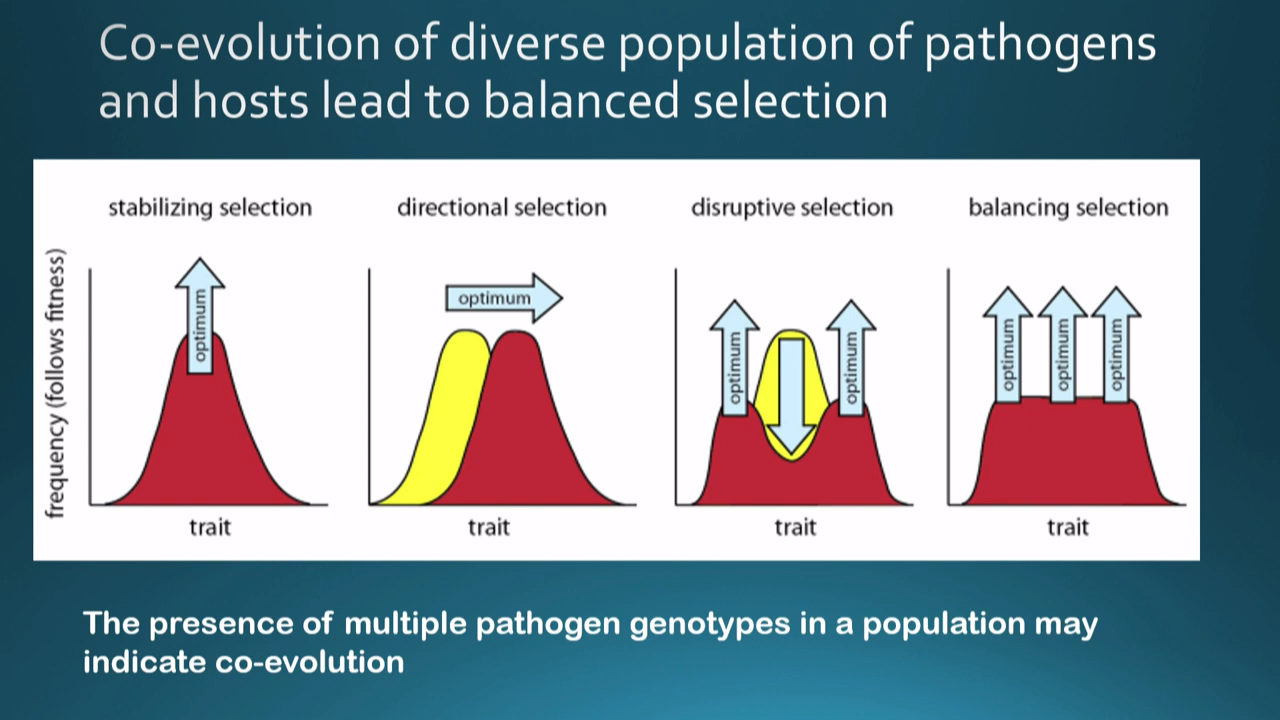 Co-evolution of diverse population of pathogens
and hosts lead to balanced selection
stabilizing selection
directional selection
disruptive selection
balancing selection
frequency (follows fitness)
optimum
optimum
optimum
optimum
optimum
optimum
optimum
trait
trait
trait
trait
The presence of multiple pathogen genotypes in a population may
indicate co-evolution